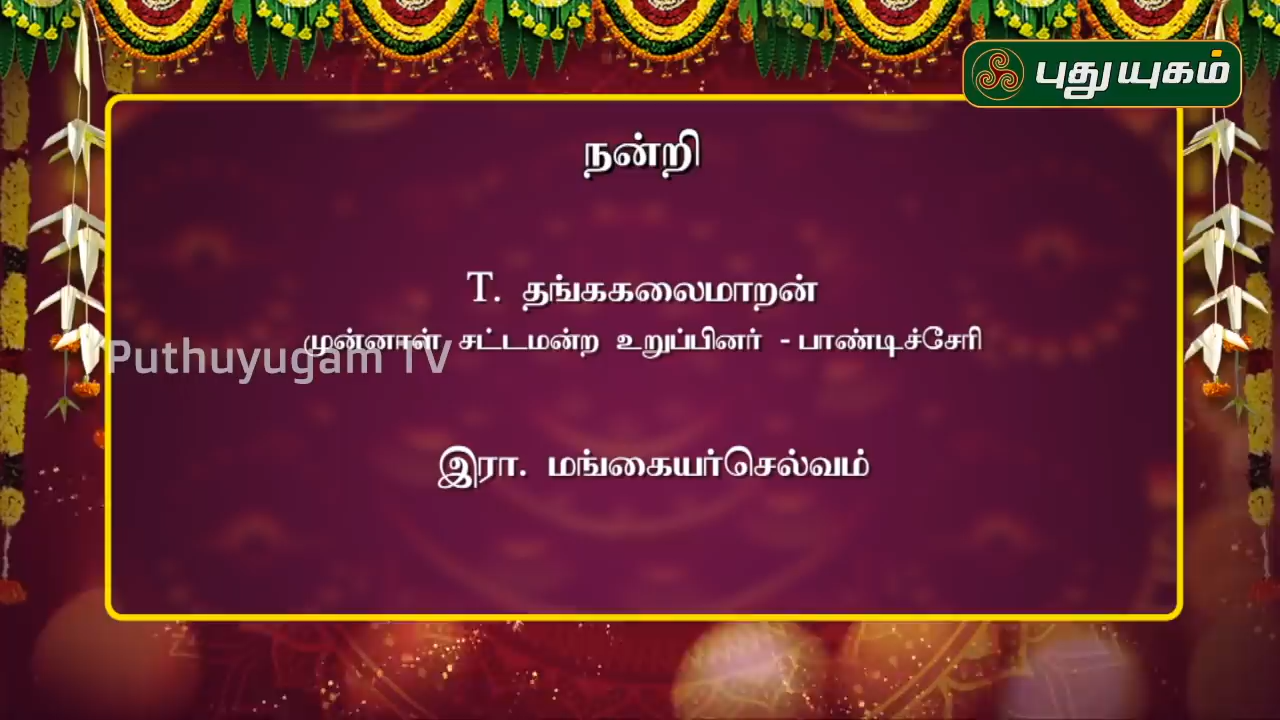 புதுயுகம்
நன்றி
T. தங்ககலைமாறன்
முன்னாள் சட்டமன்ற உறுப்பினர் - பாண்டிச்சேரி
Puthuyugam TV
இரா. மங்கையர்செல்வம்